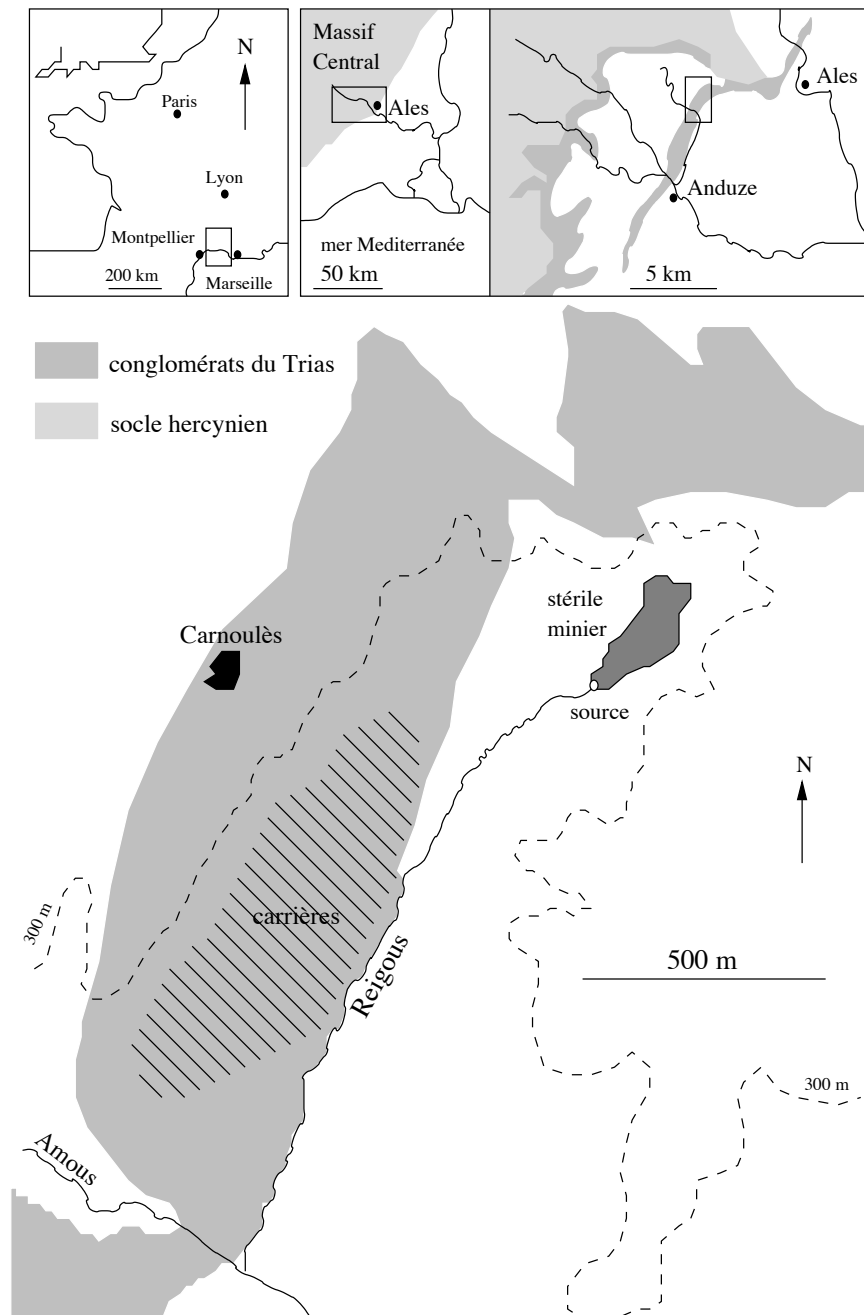 N
Paris
Lyon
Montpellier
200 km
Marseille
Massif
Central
Ales
mer Mediterranée
50 km
Ales
Anduze
5 km
conglomérats du Trias
socle hercynien
stérile
minier
Carnoulès
source
N
carrières
300 m
500 m
Reigous
300 m
Amous